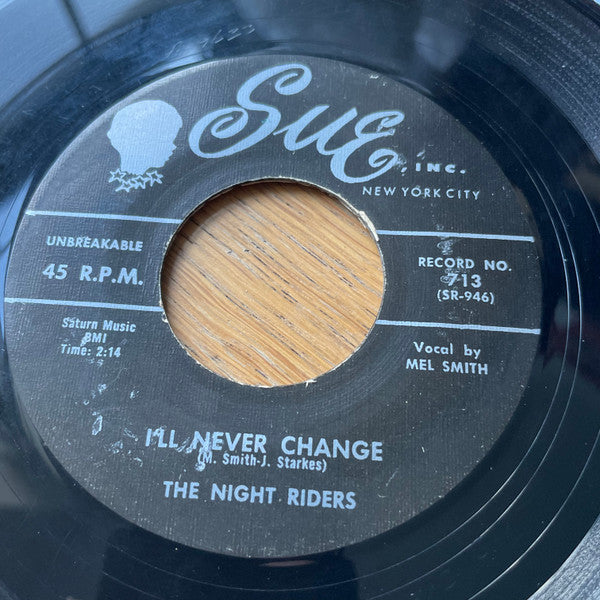 Sue, INC.
NEW YORK CITY
UNBREAKABLE
45 R.P.M.
RECORD NO.
713
(SR-946)
Saturn Music
BMI
Time: 2:14
Vocal by
MEL SMITH
I'LL NEVER CHANGE
(M. Smith-J. Starkes)
THE NIGHT RIDERS